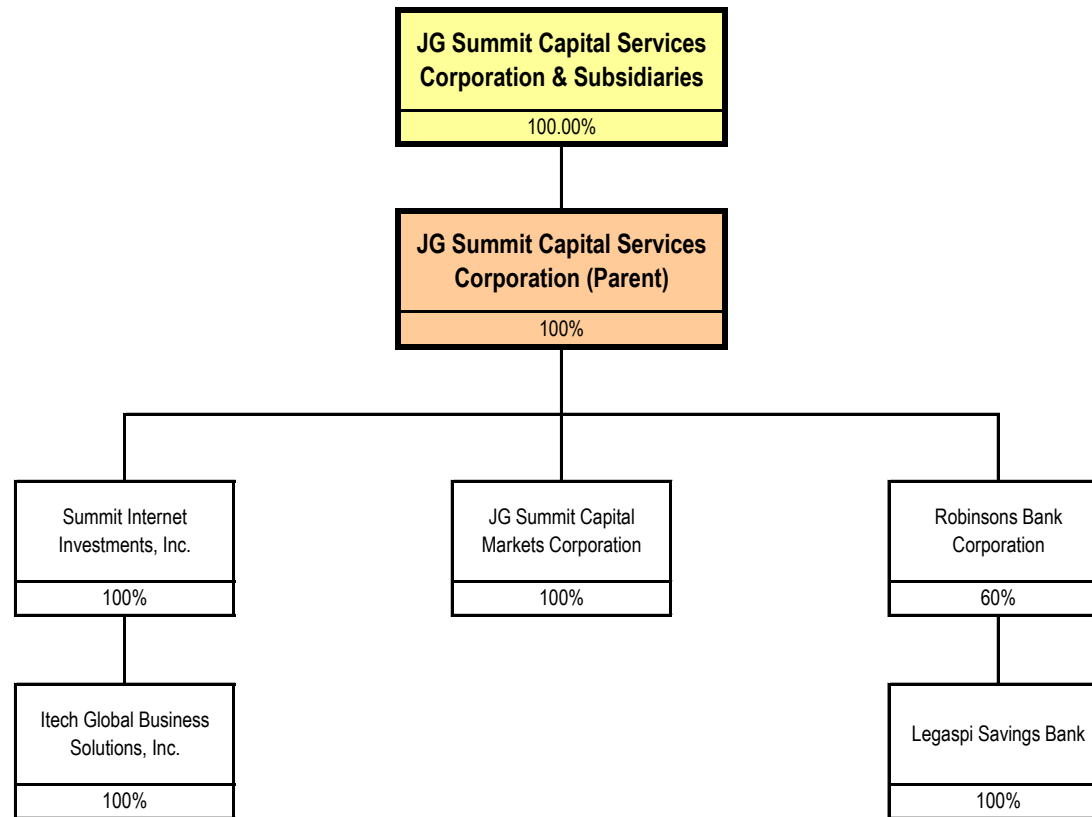 JG Summit Capital Services
Corporation & Subsidiaries
100.00%
JG Summit Capital Services
Corporation (Parent)
100%
Summit Internet
Investments, Inc.
100%
JG Summit Capital
Markets Corporation
100%
Robinsons Bank
Corporation
60%
Itech Global Business
Solutions, Inc.
100%
Legaspi Savings Bank
100%